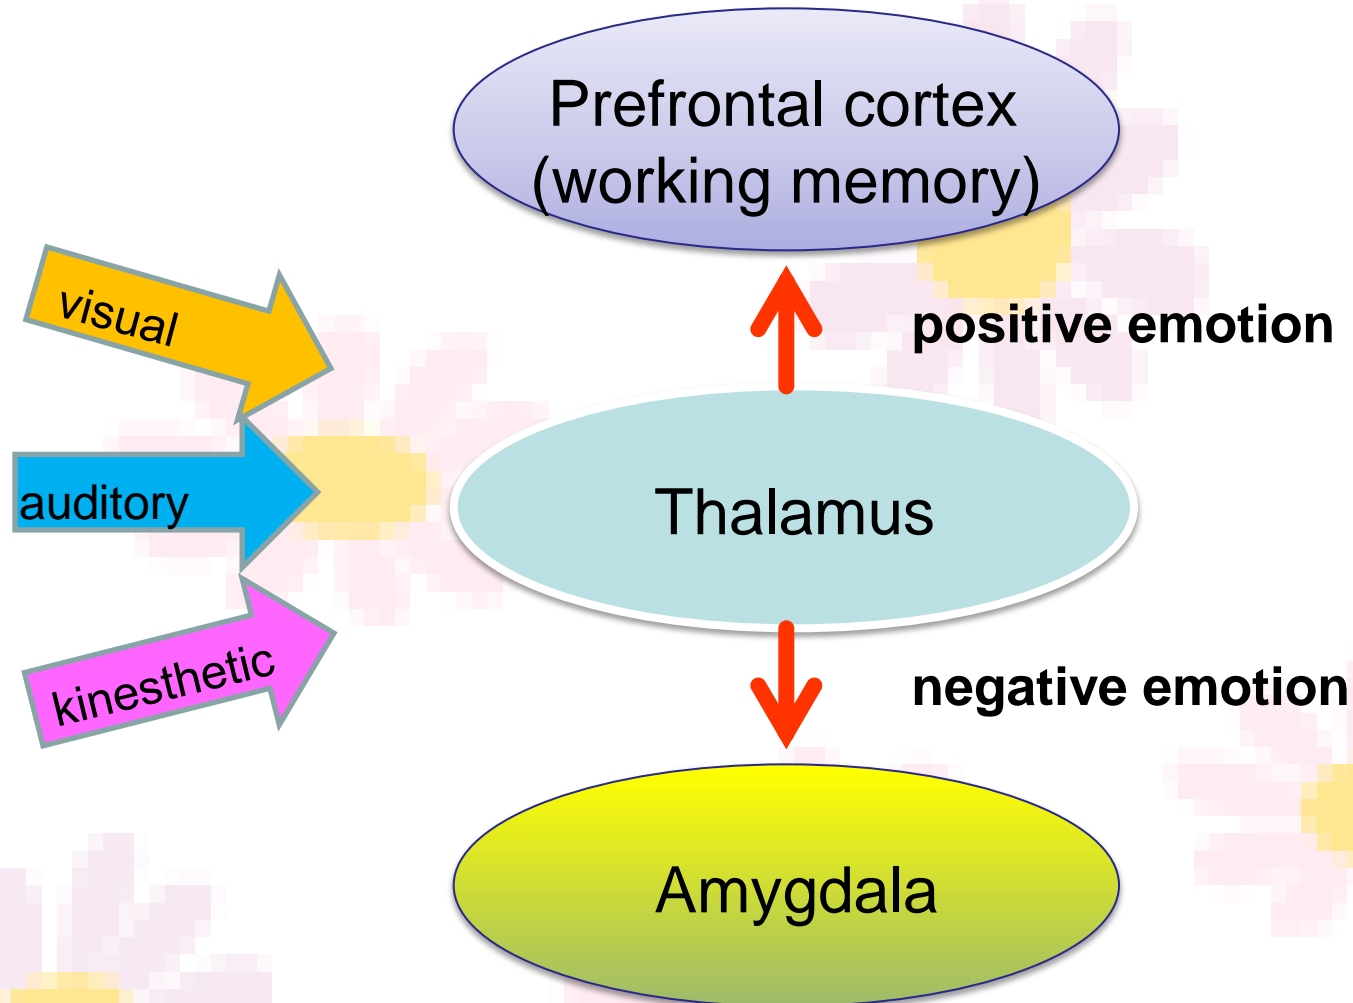 Prefrontal cortex
(working memory)
visual
positive emotion
auditory
Thalamus
kinesthetic
negative emotion
Amygdala